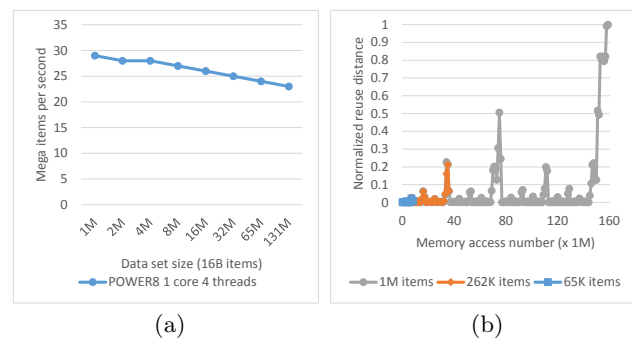 35
30
25
20
15
10
5
0
Mega items per second
1M
2M
4M
8M
16M
32M
65M
131M
Data set size (16B items)
POWER8 1 core 4 threads
(a)
1
0.9
0.8
0.7
0.6
0.5
0.4
0.3
0.2
0.1
0
Normalized reuse distance
0 40 80 120 160
Memory access number (x 1M)
1M items 262K items 65K items
(b)